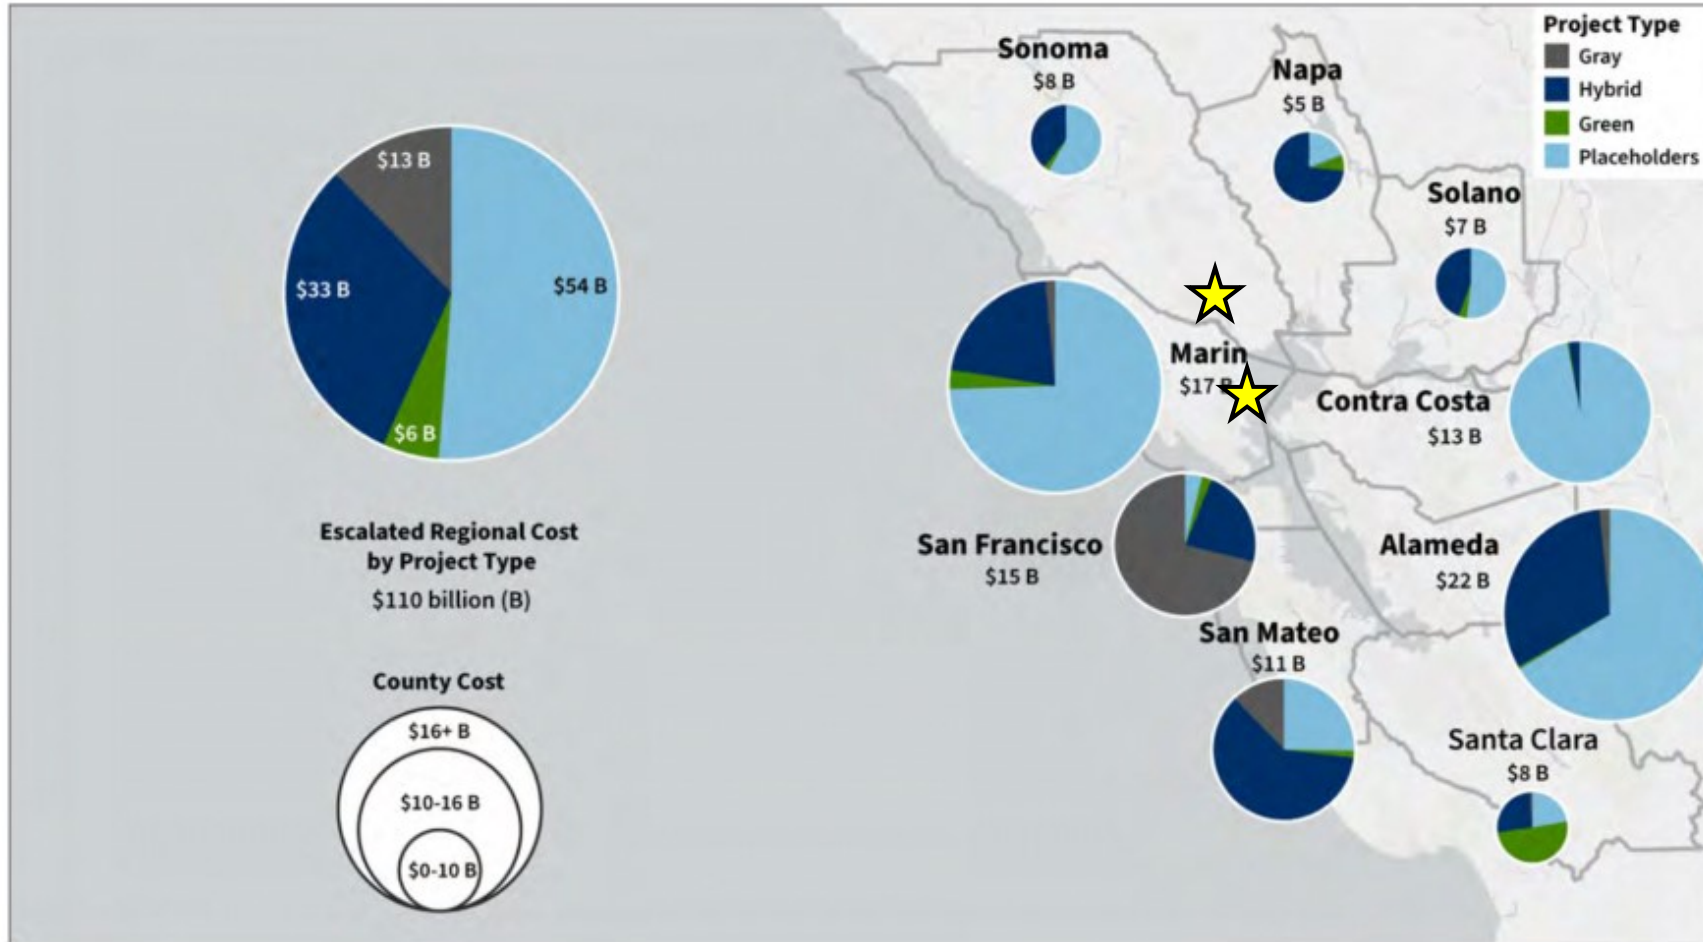 Project Type
Gray
Hybrid
Green
Placeholders
Sonoma
$8 B
Napa
$5 B
Solano
$7 B
$13 B
$33 B
$54 B
$6 B
Marin
$17 B
Contra Costa
$13 B
Escalated Regional Cost
by Project Type
$110 billion (B)
San Francisco
$15 B
Alameda
$22 B
San Mateo
$11 B
County Cost
$16+ B
$10-16 B
$0-10 B
Santa Clara
$8 B